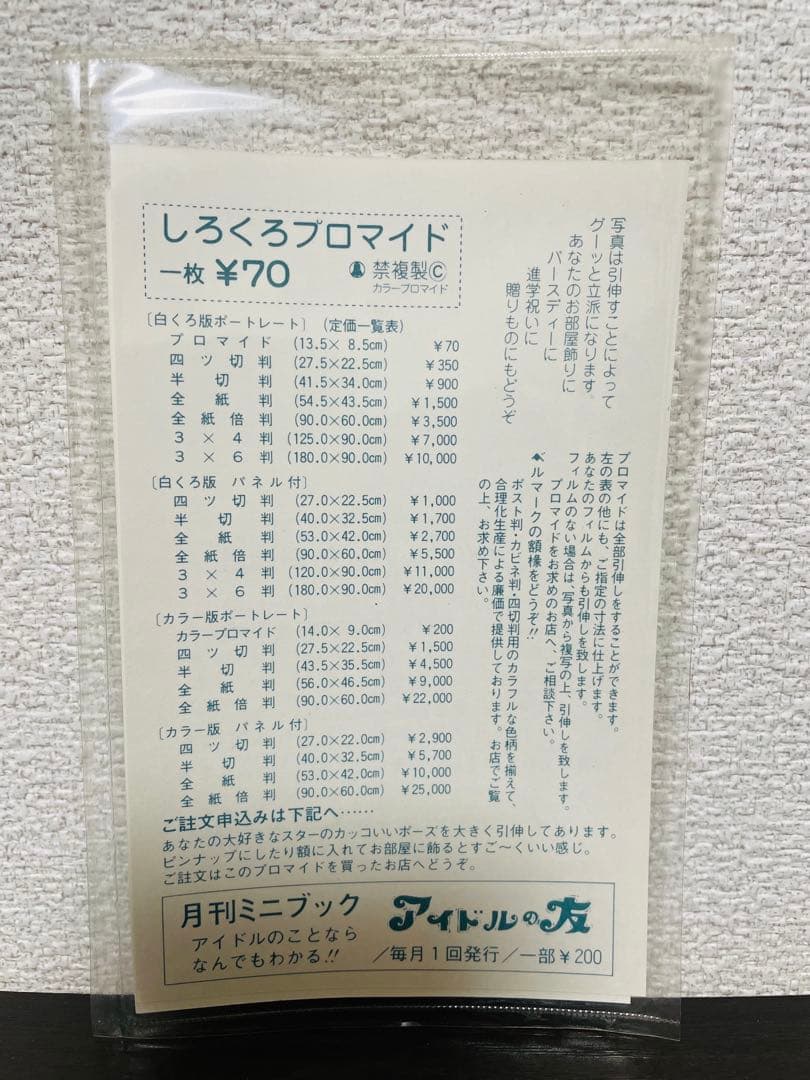 しろくろプロマイド
一枚 ¥70 禁複製Ⓒ
カラープロマイド
写真は引伸すことによって
グーッと立派になります。
あなたのお部屋飾りに
バースディーに
進学祝いに
贈りものにもどうぞ
〔白くろ版ポートレート〕(定価一覧表)
プロマイド (13.5× 8.5㎝) ¥70
四ツ切判 (27.5×22.5㎝) ¥350
半切判 (41.5×34.0㎝) ¥900
全紙判 (54.5×43.5㎝) ¥1,500
全紙倍判 (90.0×60.0㎝) ¥3,500
3×4判 (125.0×90.0㎝) ¥7,000
3×6判 (180.0×90.0㎝) ¥10,000
〔白くろ版 パネル付〕
四ツ切判 (27.0×22.5㎝) ¥1,000
半切判 (40.0×32.5㎝) ¥1,700
全紙判 (53.0×42.0㎝) ¥2,700
全紙倍判 (90.0×60.0㎝) ¥5,500
3×4判 (120.0×90.0㎝) ¥11,000
3×6判 (180.0×90.0㎝) ¥20,000
〔カラー版ポートレート〕
カラープロマイド (14.0× 9.0㎝) ¥200
四ツ切判 (27.5×22.5㎝) ¥1,500
半切判 (43.5×35.5㎝) ¥4,500
全紙判 (56.0×46.5㎝) ¥9,000
全紙倍判 (90.0×60.0㎝) ¥22,000
〔カラー版 パネル付〕
四ツ切判 (27.0×22.0㎝) ¥2,900
半切判 (40.0×32.5㎝) ¥5,700
全紙判 (53.0×42.0㎝) ¥10,000
全紙倍判 (90.0×60.0㎝) ¥25,000
プロマイドは全部引伸しをすることができます。
左の表の他にも、ご指定の寸法に仕上げます。
あなたのフィルムからも引伸しを致します。
フィルムのない場合は、写真から複写の上、引伸しを致します。
プロマイドをお求めのお店へ、ご相談下さい。
ベルマークの額椽をどうぞ!!
ポスト判・カビネ判・四切判用のカラフルな色柄を揃えて、
合理化生産による廉価で提供しております。お店でご覧
の上、お求め下さい。
ご註文申込みは下記へ……
あなたの大好きなスターのカッコいいポーズを大きく引伸してあります。
ピンナップにしたり額に入れてお部屋に飾るとすご〜くいい感じ。
ご註文はこのプロマイドを買ったお店へどうぞ。
月刊ミニブック アイドルの友
アイドルのことなら
なんでもわかる!! /毎月1回発行/一部¥200